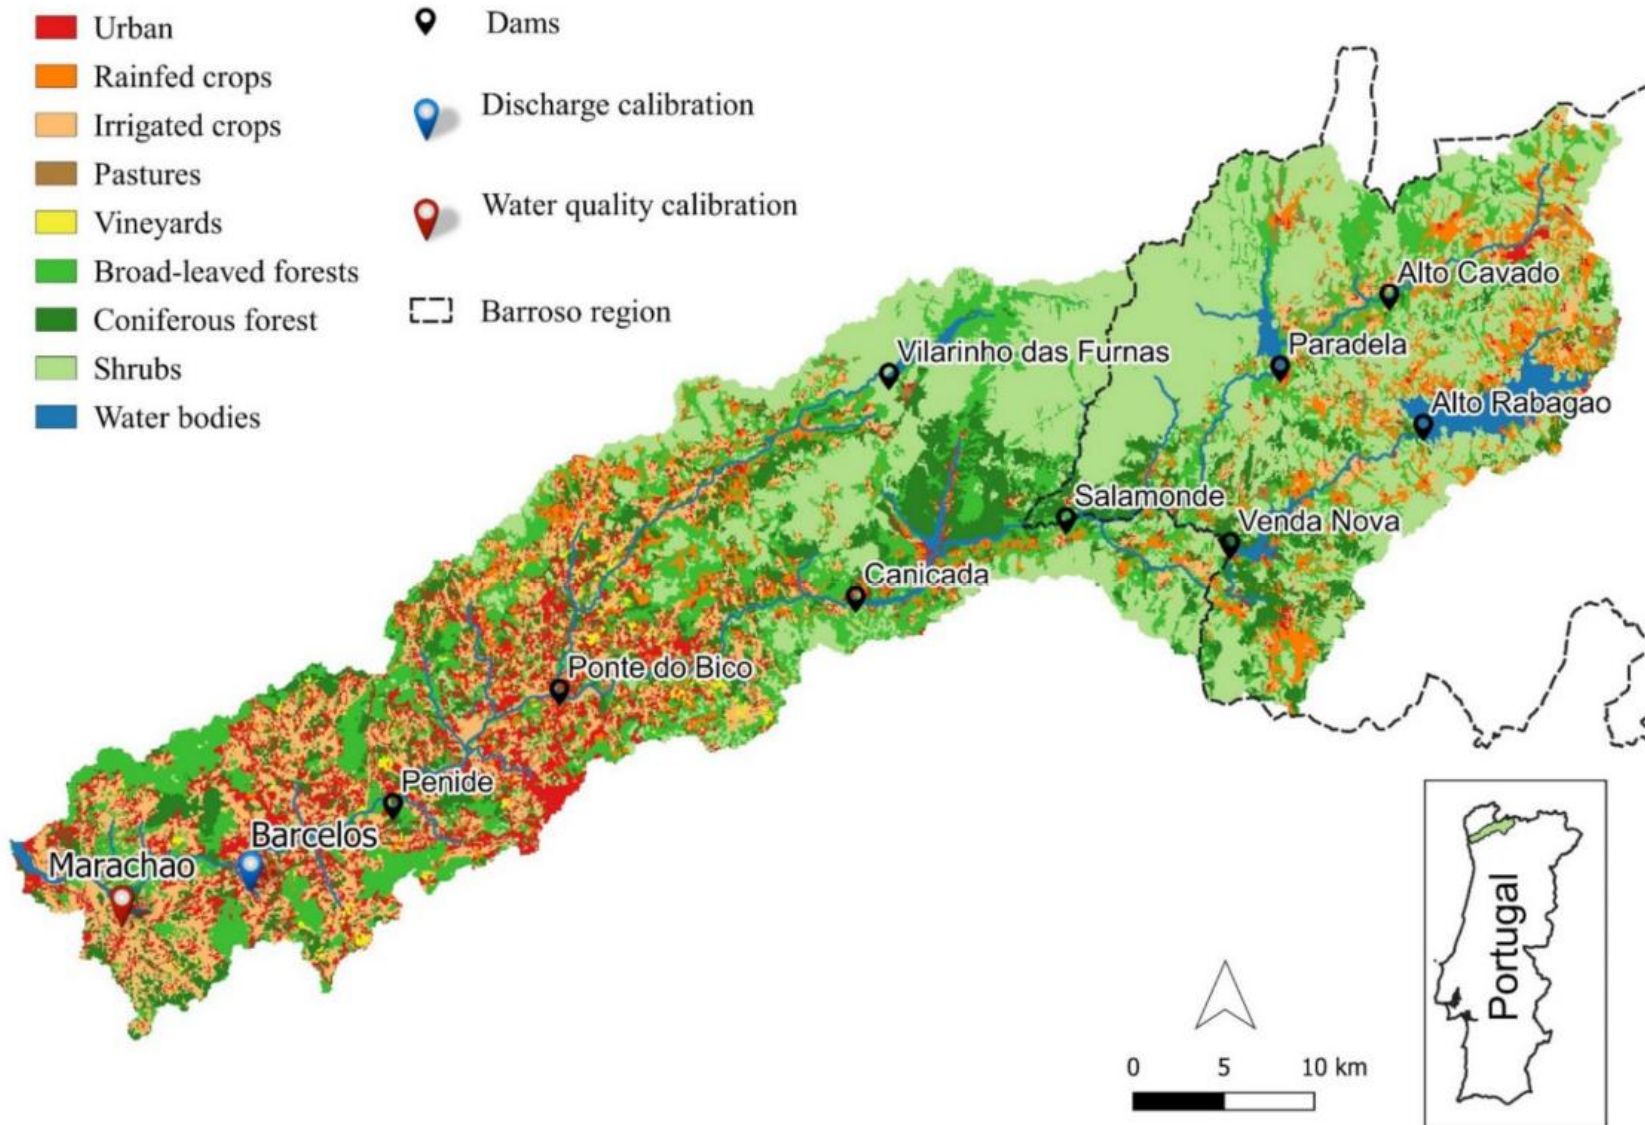 Urban
Rainfed crops
Irrigated crops
Pastures
Vineyards
Broad-leaved forests
Coniferous forest
Shrubs
Water bodies
Dams
Discharge calibration
Water quality calibration
Barroso region
Alto Cavado
Vilarinho das Furnas
Paradela
Alto Rabagao
Salamonde
Venda Nova
Canicada
Ponte do Bico
Penide
Barcelos
Marachao
Portugal
0 5 10 km